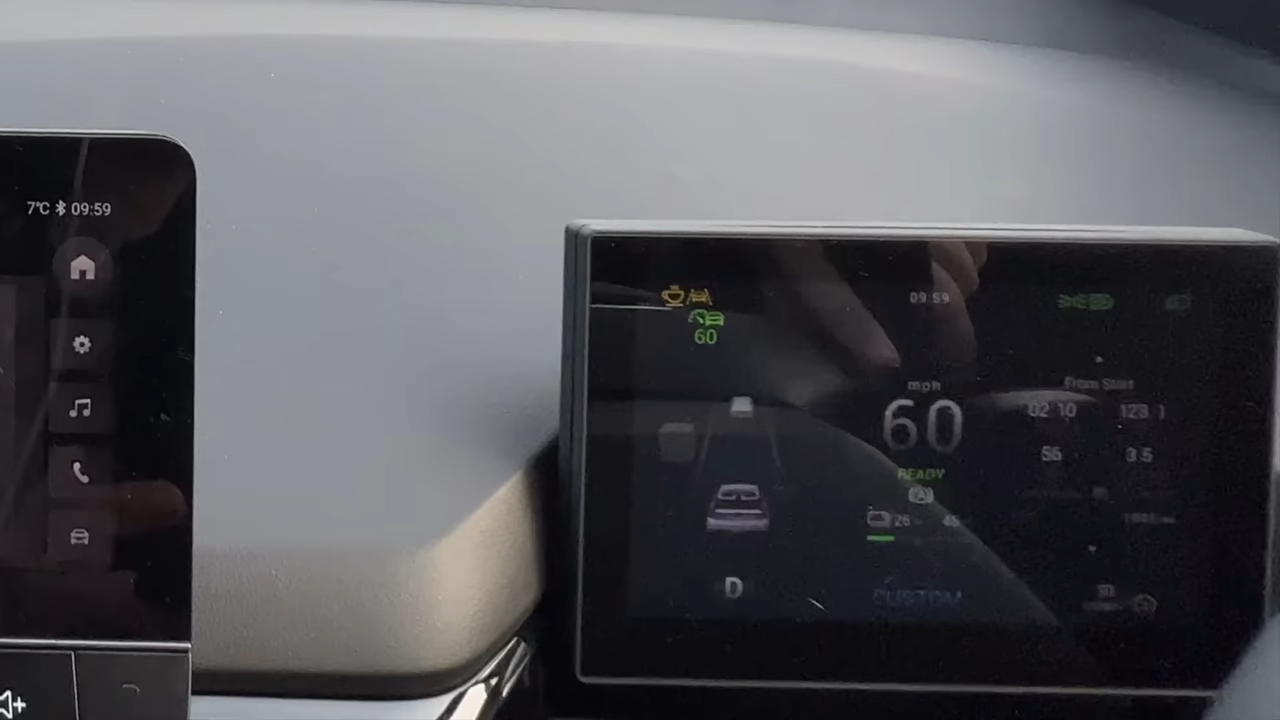 7℃ 09:59
09:59
60
mph
60
READY
26
CUSTOM
D
From Start
02 10
123 1
56
3.5